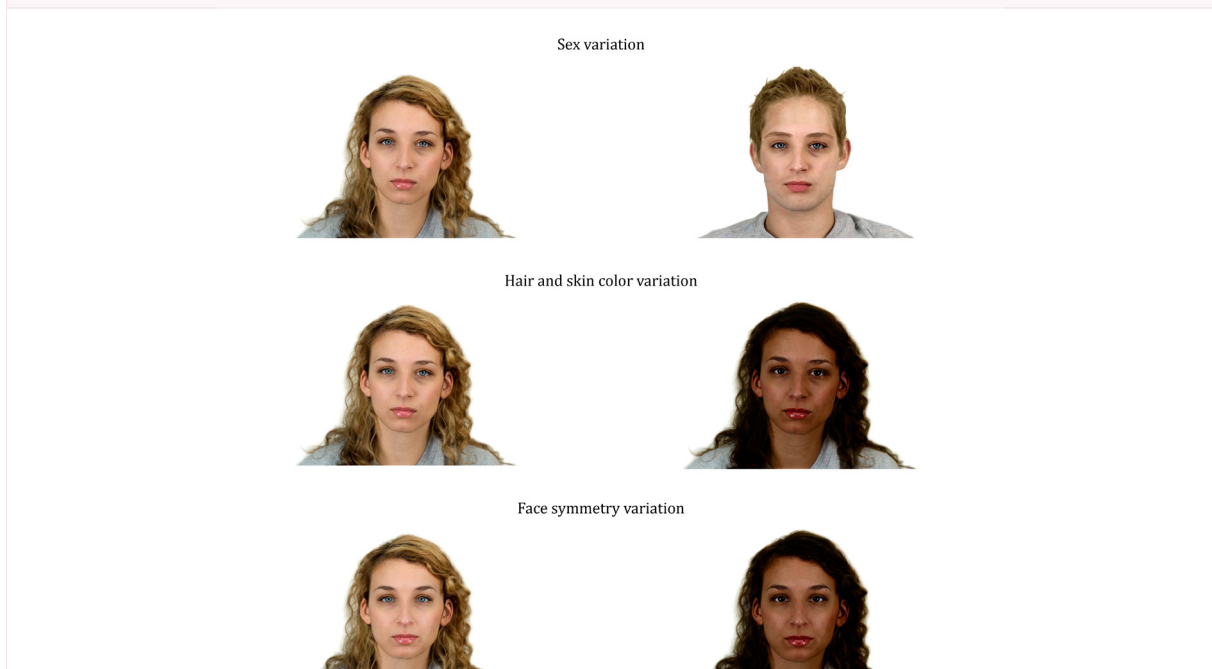 Sex variation
Hair and skin color variation
Face symmetry variation